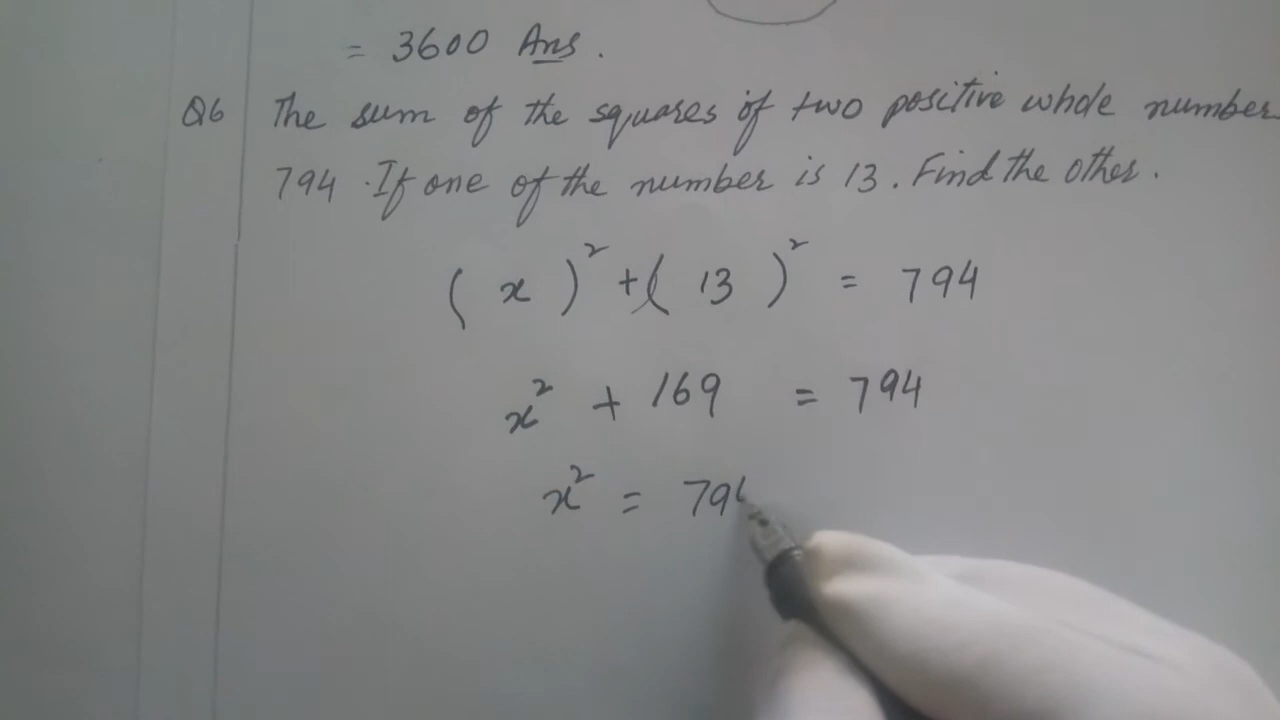 = 3600 Ans.
Q6 The sum of the squares of two positive whole number
794. If one of the number is 13. Find the other.
(x)² + (13)² = 794
x² + 169 = 794
x² = 794